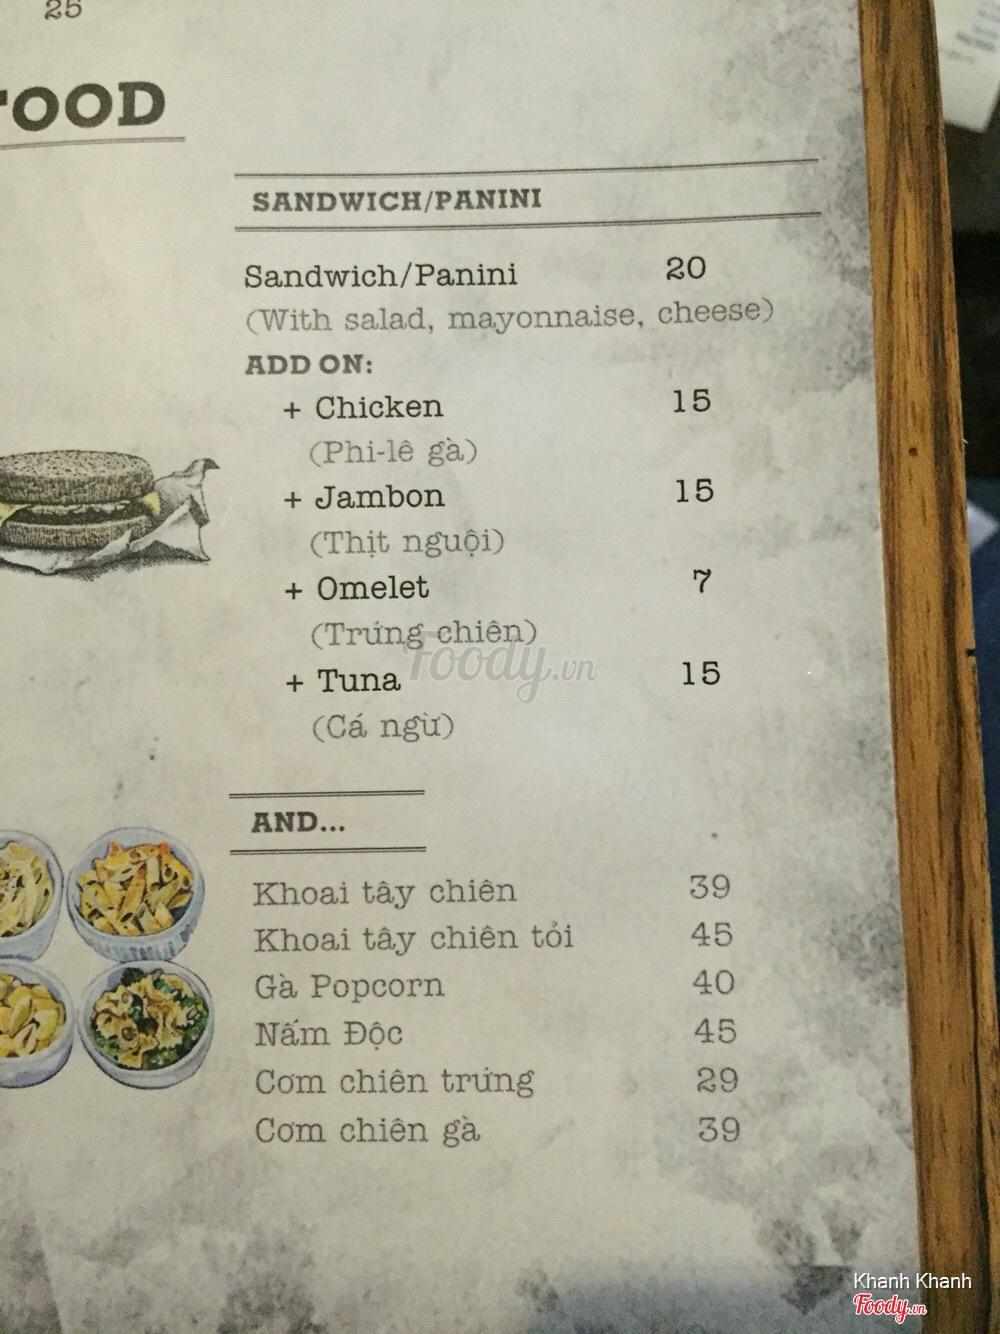 25
FOOD
SANDWICH/PANINI
Sandwich/Panini 20
(With salad, mayonnaise, cheese)
ADD ON:
+ Chicken 15
(Phi-lê gà)
+ Jambon 15
(Thịt nguội)
+ Omelet 7
(Trứng chiên)
+ Tuna 15
(Cá ngừ)
Foody.vn
AND...
Khoai tây chiên 39
Khoai tây chiên tỏi 45
Gà Popcorn 40
Nấm Độc 45
Cơm chiên trứng 29
Cơm chiên gà 39
Khanh Khanh
Foody.vn